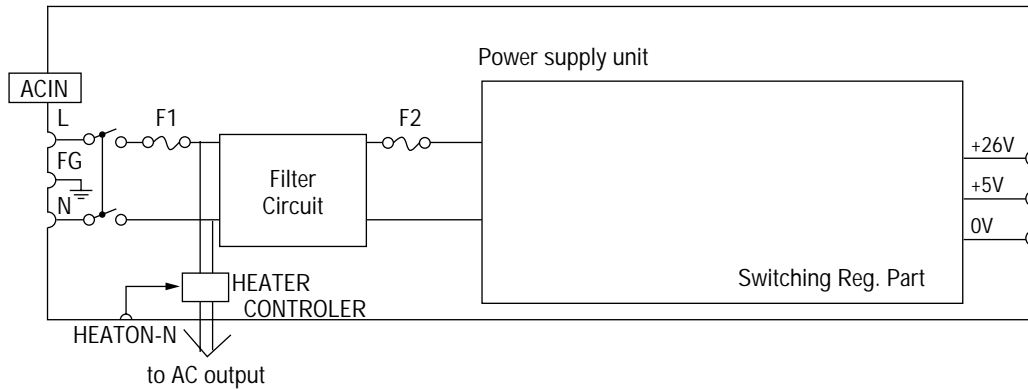 Power supply unit
ACIN
L
F1
F2
FG
N
Filter
Circuit
+26V
+5V
0V
Switching Reg. Part
HEATER
CONTROLER
HEATON-N
to AC output